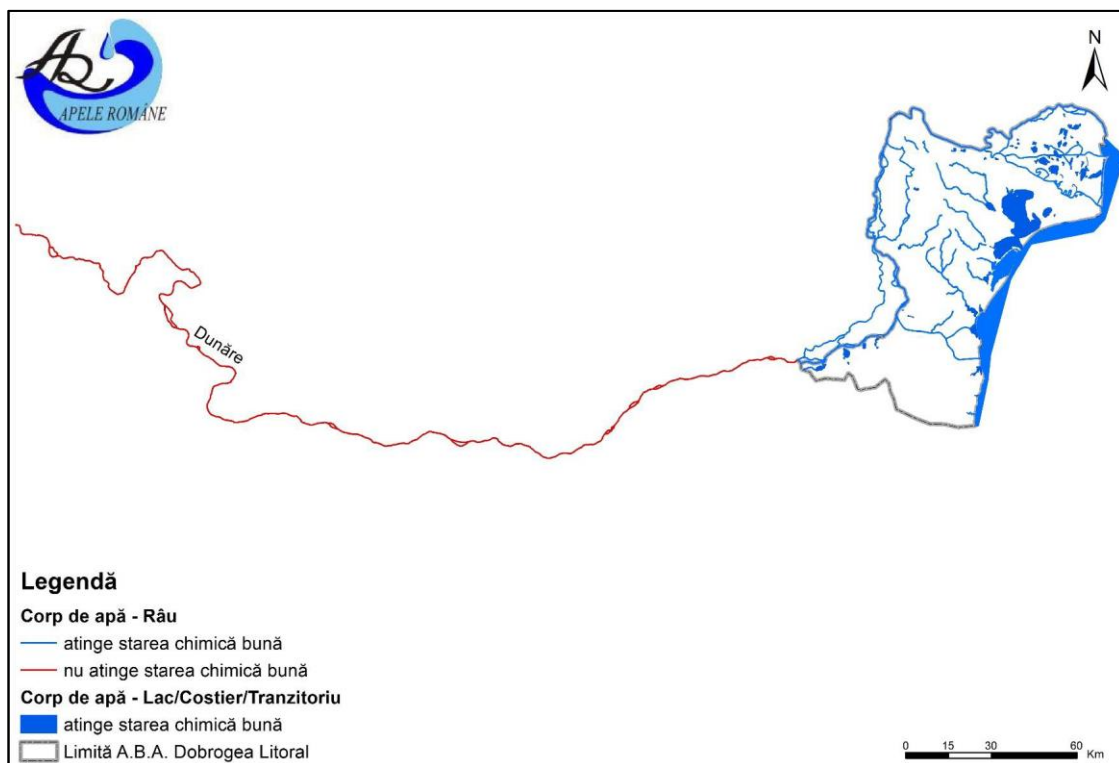 APELE ROMÂNE
N
Dunăre
Legendă
Corp de apă - Râu
atinge starea chimică bună
nu atinge starea chimică bună
Corp de apă - Lac/Costier/Tranzitoriu
atinge starea chimică bună
Limită A.B.A. Dobrogea Litoral
0 15 30 60
Km